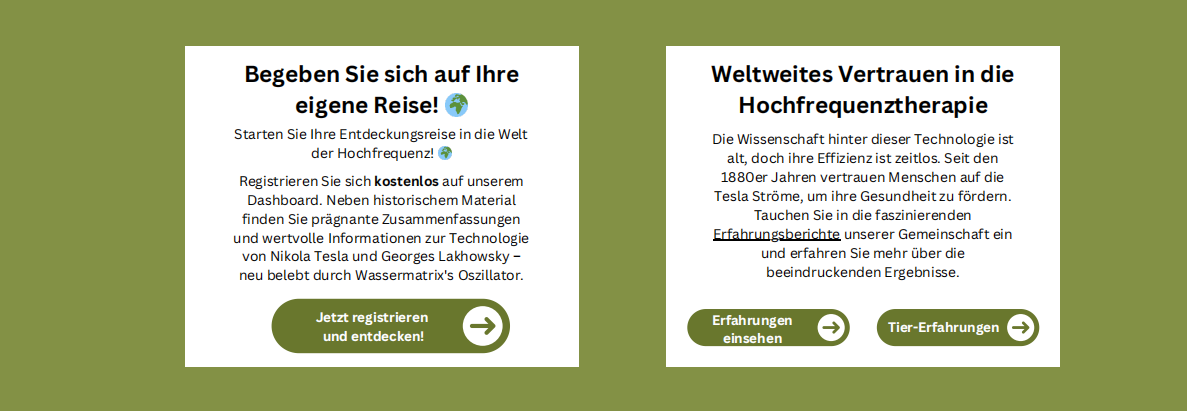 Begeben Sie sich auf Ihre
eigene Reise! 🌍
Starten Sie Ihre Entdeckungsreise in die Welt
der Hochfrequenz! 🌍
Registrieren Sie sich kostenlos auf unserem
Dashboard. Neben historischem Material
finden Sie prägnante Zusammenfassungen
und wertvolle Informationen zur Technologie
von Nikola Tesla und Georges Lakhowsky –
neu belebt durch Wassermatrix's Oszillator.
Jetzt registrieren
und entdecken!
Weltweites Vertrauen in die
Hochfrequenztherapie
Die Wissenschaft hinter dieser Technologie ist
alt, doch ihre Effizienz ist zeitlos. Seit den
1880er Jahren vertrauen Menschen auf die
Tesla Ströme, um ihre Gesundheit zu fördern.
Tauchen Sie in die faszinierenden
Erfahrungsberichte unserer Gemeinschaft ein
und erfahren Sie mehr über die
beeindruckenden Ergebnisse.
Erfahrungen
einsehen
Tier-Erfahrungen